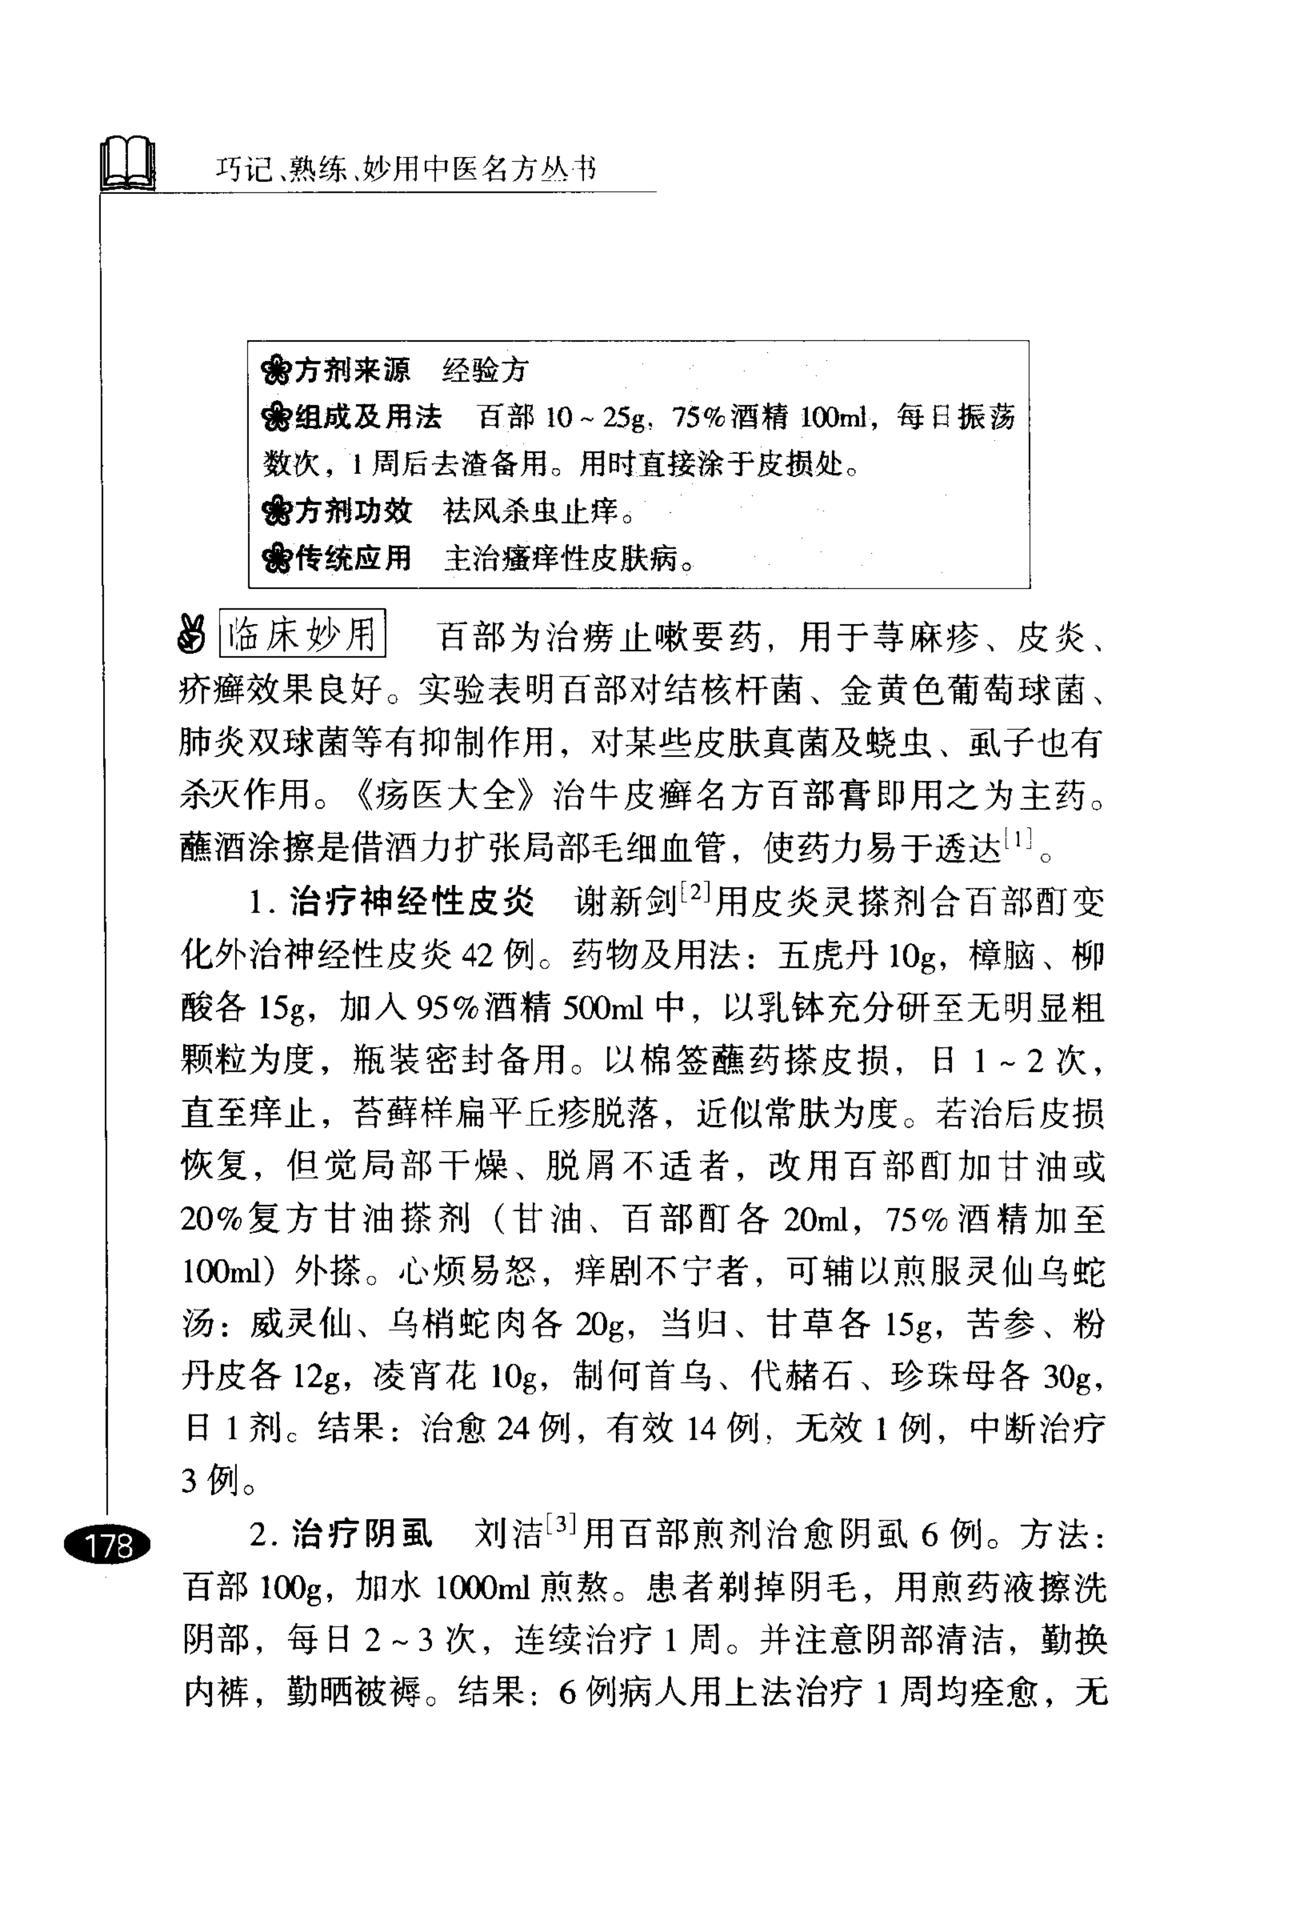 巧记、熟练、妙用中医名方丛书
方剂来源　经验方
组成及用法　百部 10～25g，75%酒精 100ml，每日振荡
数次，1 周后去渣备用。用时直接涂于皮损处。
方剂功效　祛风杀虫止痒。
传统应用　主治瘙痒性皮肤病。
临床妙用　百部为治痨止嗽要药，用于荨麻疹、皮炎、
疥癣效果良好。实验表明百部对结核杆菌、金黄色葡萄球菌、
肺炎双球菌等有抑制作用，对某些皮肤真菌及蛲虫、虱子也有
杀灭作用。《疡医大全》治牛皮癣名方百部膏即用之为主药。
蘸酒涂擦是借酒力扩张局部毛细血管，使药力易于透达[1]。
1. 治疗神经性皮炎　谢新剑[2]用皮炎灵搽剂合百部酊变
化外治神经性皮炎 42 例。药物及用法：五虎丹 10g，樟脑、柳
酸各 15g，加入 95%酒精 500ml 中，以乳钵充分研至无明显粗
颗粒为度，瓶装密封备用。以棉签蘸药搽皮损，日 1～2 次，
直至痒止，苔藓样扁平丘疹脱落，近似常肤为度。若治后皮损
恢复，但觉局部干燥、脱屑不适者，改用百部酊加甘油或
20%复方甘油搽剂（甘油、百部酊各 20ml，75%酒精加至
100ml）外搽。心烦易怒，痒剧不宁者，可辅以煎服灵仙乌蛇
汤：威灵仙、乌梢蛇肉各 20g，当归、甘草各 15g，苦参、粉
丹皮各 12g，凌宵花 10g，制何首乌、代赭石、珍珠母各 30g，
日 1 剂。结果：治愈 24 例，有效 14 例，无效 1 例，中断治疗
3 例。
2. 治疗阴虱　刘洁[3]用百部煎剂治愈阴虱 6 例。方法：
百部 100g，加水 1000ml 煎熬。患者剃掉阴毛，用煎药液擦洗
阴部，每日 2～3 次，连续治疗 1 周。并注意阴部清洁，勤换
内裤，勤晒被褥。结果：6 例病人用上法治疗 1 周均痊愈，无
178